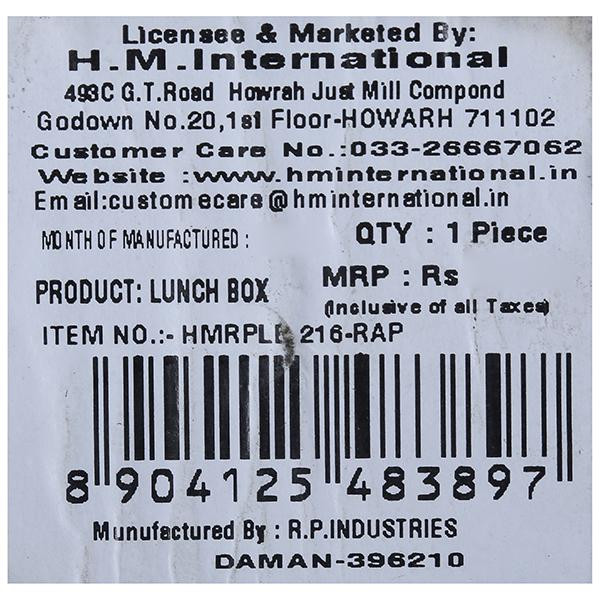 Licensee & Marketed By:
H.M.International
493C G.T.Road Howrah Just Mill Compond
Godown No.20,1st Floor-HOWARH 711102
Customer Care No.:033-26667062
Website :www.hminternational.in
Email:customecare@hminternational.in
MONTH OF MANUFACTURED :
QTY : 1 Piece
PRODUCT: LUNCH BOX
MRP : Rs
(Inclusive of all Taxes)
ITEM NO.:- 216-RAP
8 904125 483897
Munufactured By : R.P.INDUSTRIES
DAMAN-396210